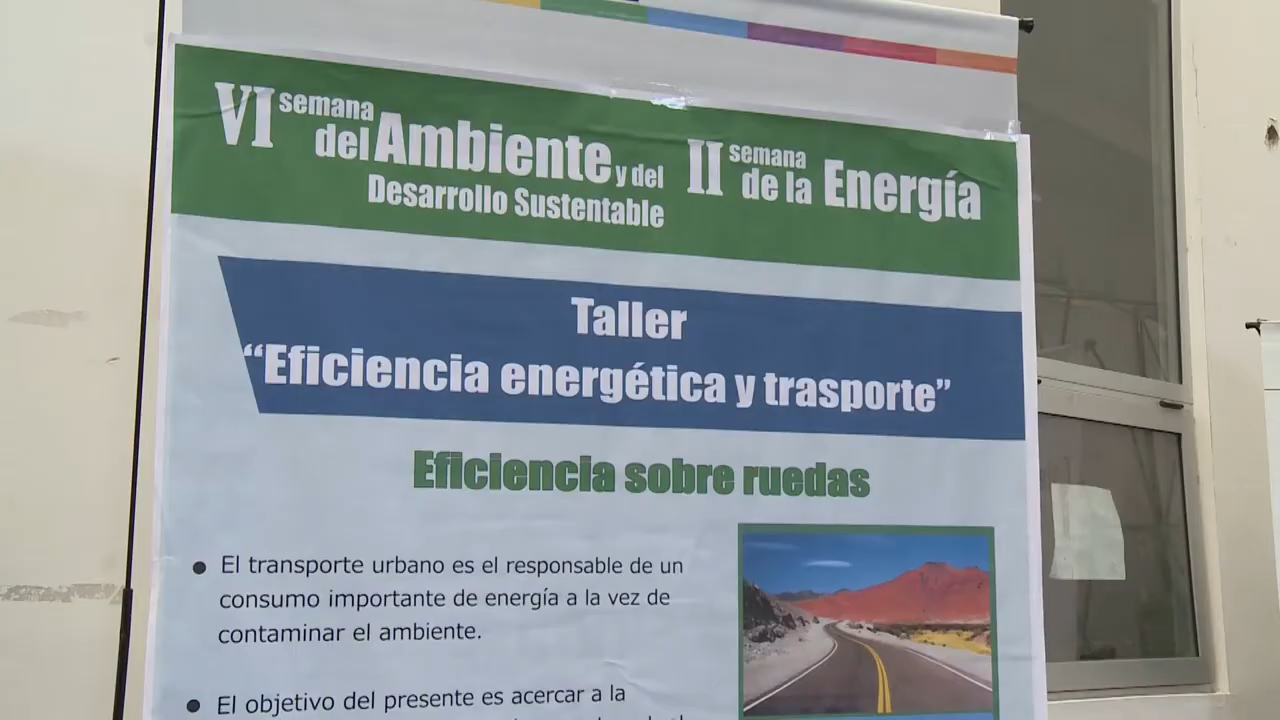 VI semana del Ambiente y del
Desarrollo Sustentable
II semana de la Energía
Taller
“Eficiencia energética y trasporte”
Eficiencia sobre ruedas
• El transporte urbano es el responsable de un
consumo importante de energía a la vez de
contaminar el ambiente.
• El objetivo del presente es acercar a la